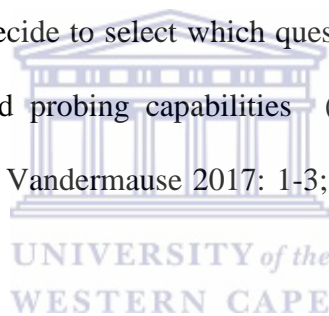 ecide to select which ques
d probing capabilities (
Vandermause 2017: 1-3;
UNIVERSITY of the
WESTERN CAPE